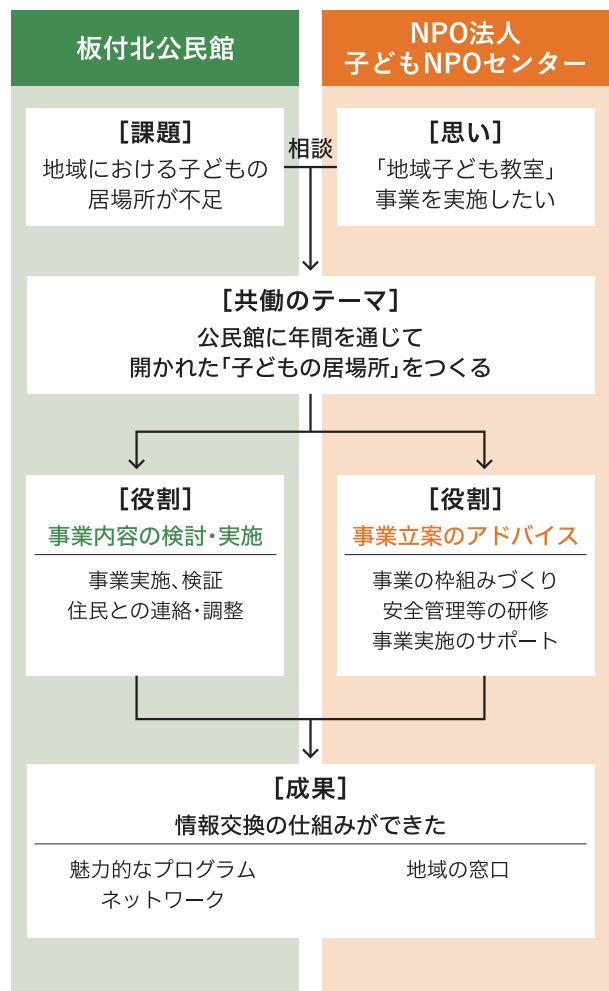 板付北公民館
NPO法人
子どもNPOセンター
［課題］
地域における子どもの
居場所が不足
相談
［思い］
「地域子ども教室」
事業を実施したい
［共働のテーマ］
公民館に年間を通じて
開かれた「子どもの居場所」をつくる
［役割］
事業内容の検討・実施
事業実施、検証
住民との連絡・調整
［役割］
事業立案のアドバイス
事業の枠組みづくり
安全管理等の研修
事業実施のサポート
［成果］
情報交換の仕組みができた
魅力的なプログラム
ネットワーク
地域の窓口